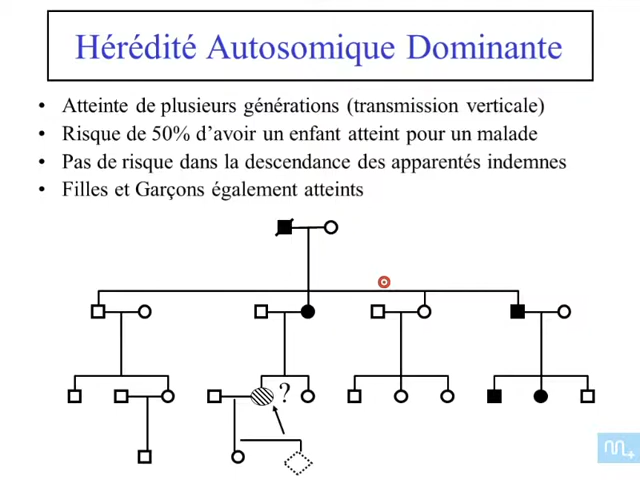 Hérédité Autosomique Dominante
• Atteinte de plusieurs générations (transmission verticale)
• Risque de 50% d’avoir un enfant atteint pour un malade
• Pas de risque dans la descendance des apparentés indemnes
• Filles et Garçons également atteints
?